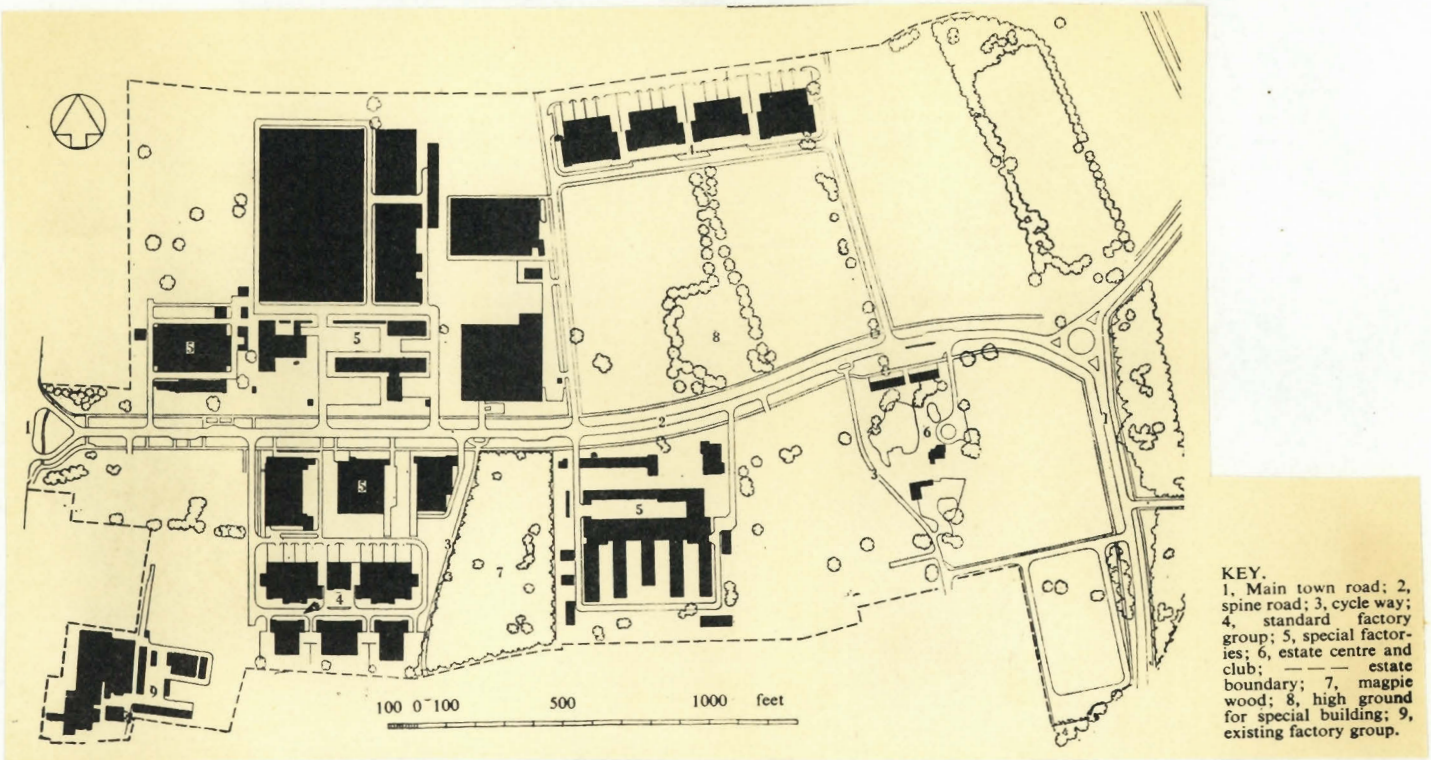 5
5
8
1
2
6
5
3
3
7
5
4
9
100 0 100 500 1000 feet
KEY.
1, Main town road; 2,
spine road; 3, cycle way;
4, standard factory
group; 5, special factor-
ies; 6, estate centre and
club; — — — estate
boundary; 7, magpie
wood; 8, high ground
for special building; 9,
existing factory group.